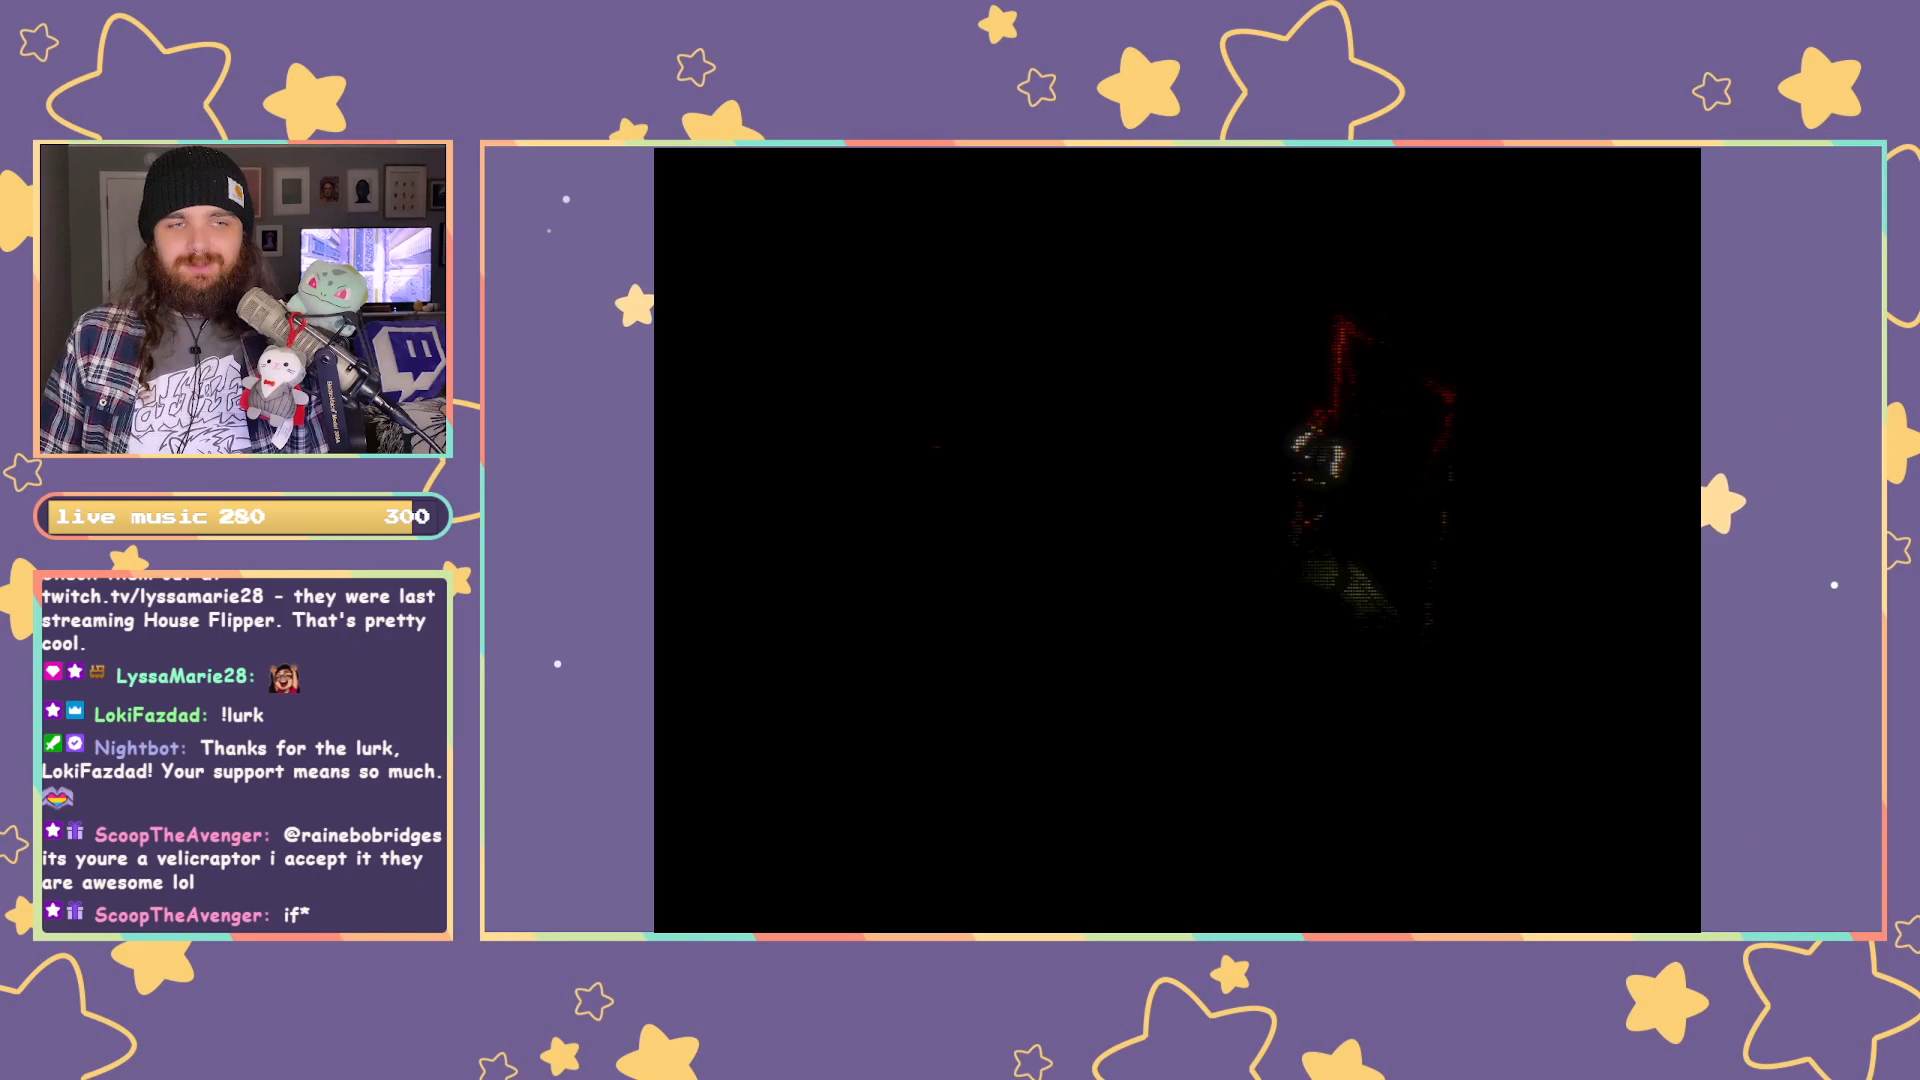 live music 280 300
twitch.tv/lyssamarie28 - they were last
streaming House Flipper. That's pretty
cool.
LyssaMarie28:
LokiFazdad: !lurk
Nightbot: Thanks for the lurk,
LokiFazdad! Your support means so much.
ScoopTheAvenger: @rainebobridges
its youre a velicraptor i accept it they
are awesome lol
ScoopTheAvenger: if*